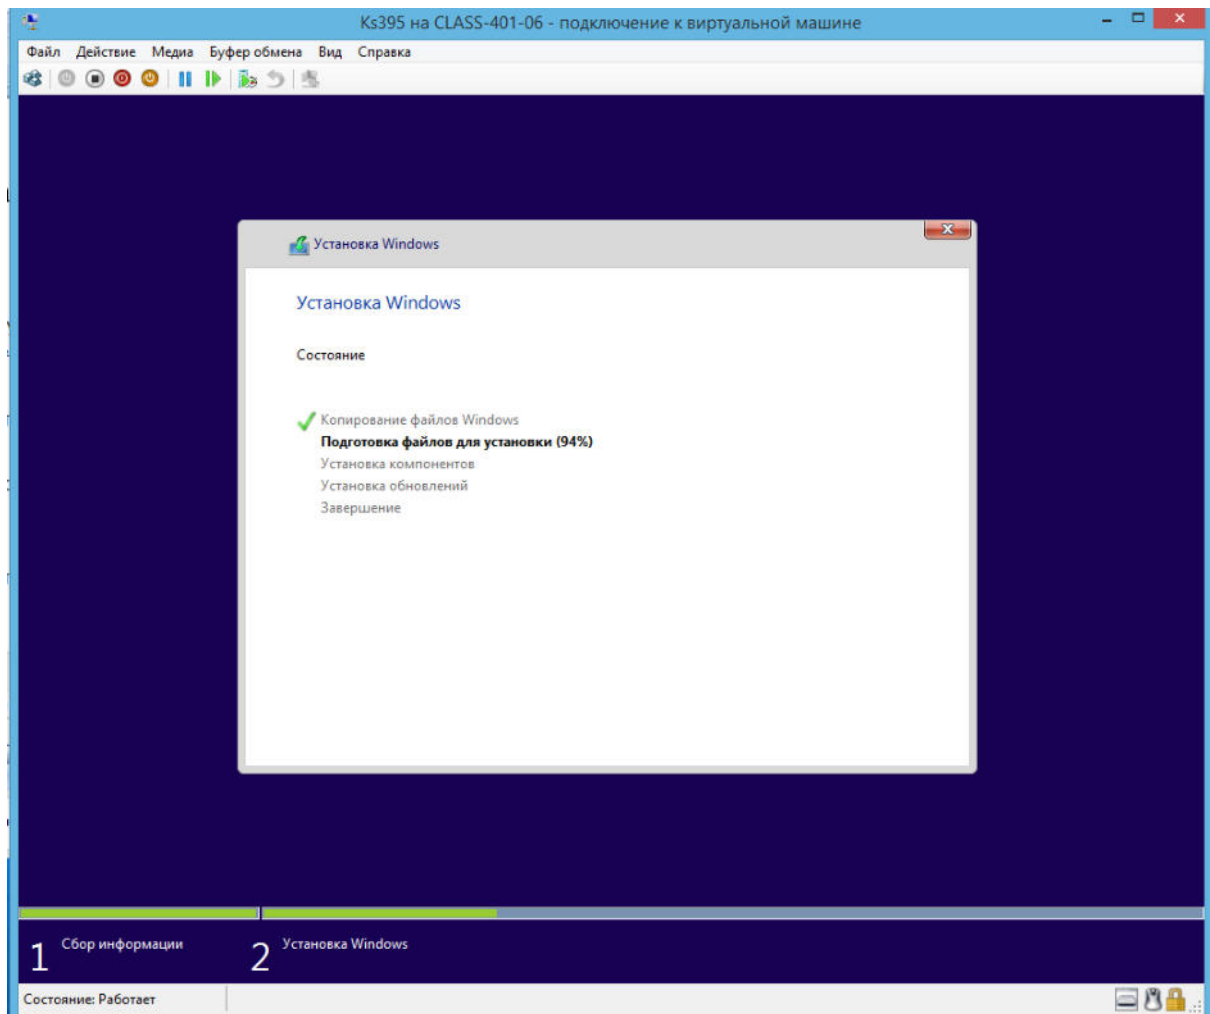 Ks395 на CLASS-401-06 - подключение к виртуальной машине
Файл Действие Медиа Буфер обмена Вид Справка
Установка Windows
Установка Windows
Состояние
Копирование файлов Windows
Подготовка файлов для установки (94%)
Установка компонентов
Установка обновлений
Завершение
1 Сбор информации 2 Установка Windows
Состояние: Работает